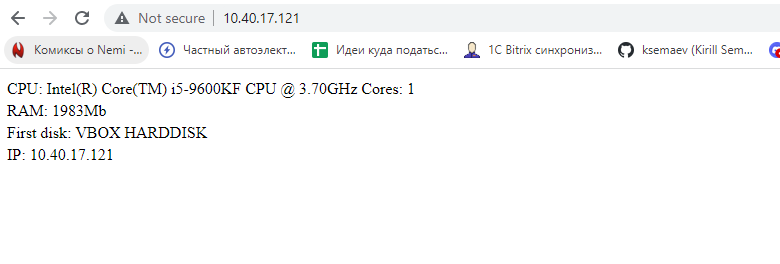 Not secure | 10.40.17.121
Комиксы о Nemi -... Частный автоэлект... Идеи куда податьс... 1C Bitrix синхрониз... ksemaev (Kirill Sem...
CPU: Intel(R) Core(TM) i5-9600KF CPU @ 3.70GHz Cores: 1
RAM: 1983Mb
First disk: VBOX HARDDISK
IP: 10.40.17.121